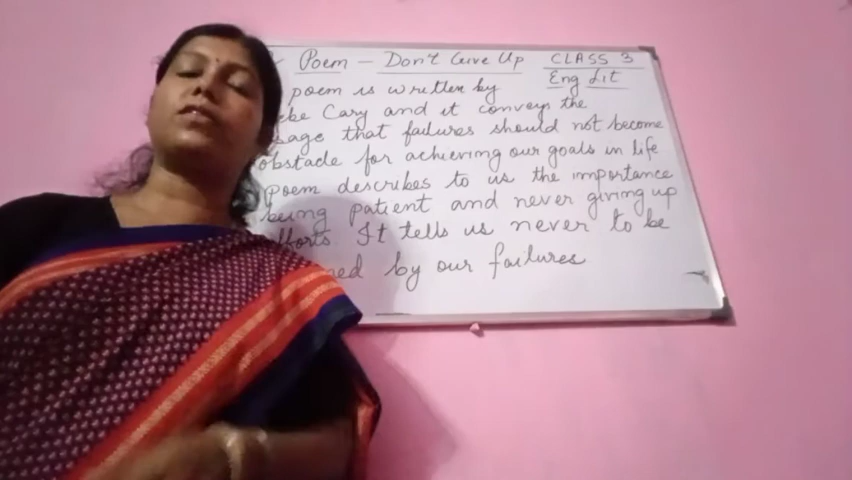 Poem - Don't Give Up CLASS 3
Eng Lit
poem is written by
Cary and it conveys the
that failures should not become
obstacle for achieving our goals in life
poem describes to us the importance
being patient and never giving up
It tells us never to be
by our failures